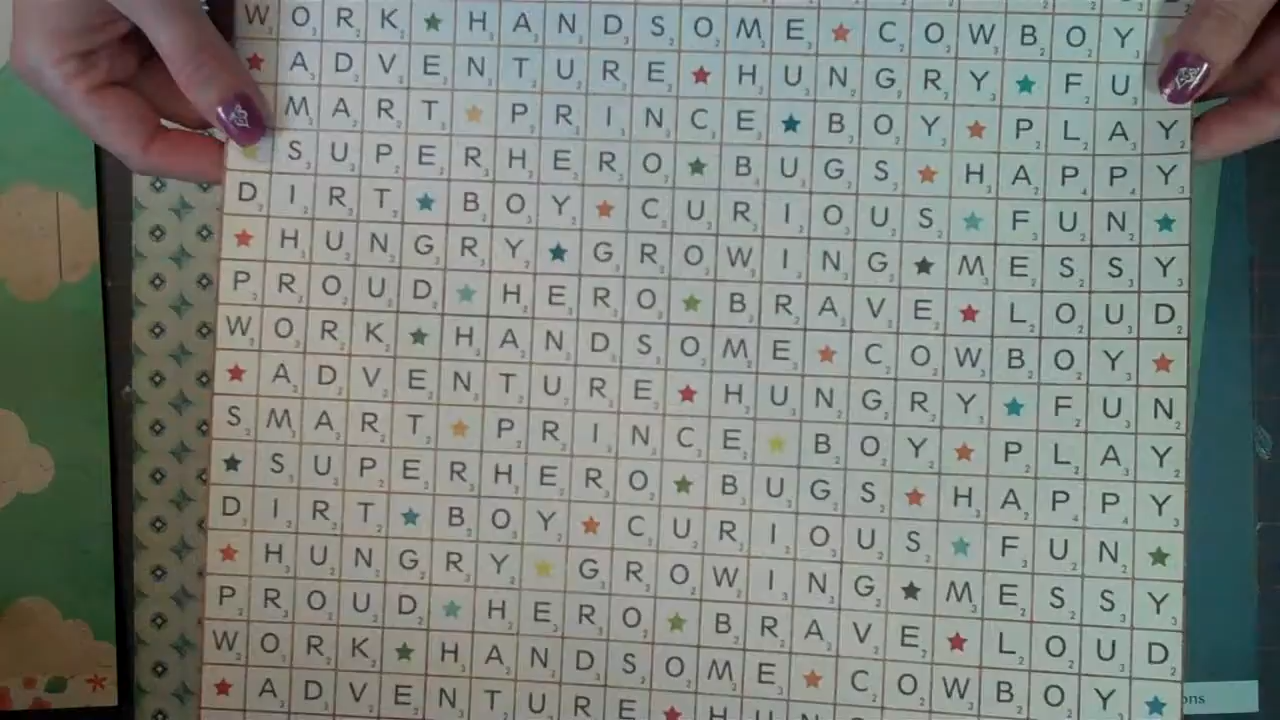 WORK ★ HANDSOME ★ COWBOY
★ ADVENTURE ★ HUNGRY ★ FU
MART ★ PRINCE ★ BOY ★ PLAY
★ SUPERHERO ★ BUGS ★ HAPPY
DIRT ★ BOY ★ CURIOUS ★ FUN ★
★ HUNGRY ★ GROWING ★ MESSY
PROUD ★ HERO ★ BRAVE ★ LOUD
WORK ★ HANDSOME ★ COWBOY ★
★ ADVENTURE ★ HUNGRY ★ FUN
SMART ★ PRINCE ★ BOY ★ PLAY
★ SUPERHERO ★ BUGS ★ HAPPY
DIRT ★ BOY ★ CURIOUS ★ FUN ★
★ HUNGRY ★ GROWING ★ MESSY
PROUD ★ HERO ★ BRAVE ★ LOUD
WORK ★ HANDSOME ★ COWBOY ★
★ ADVENTURE ★ HU
ons